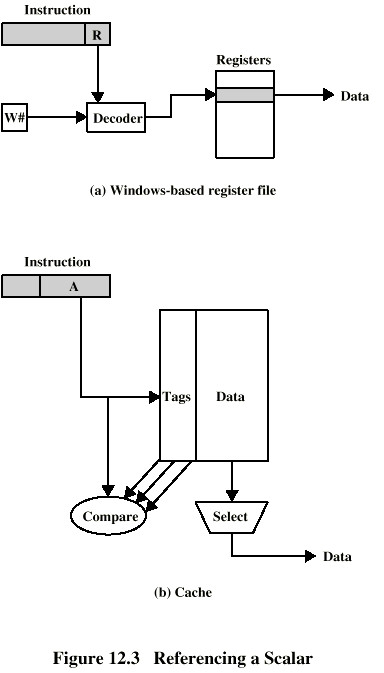 Instruction
R
Registers
W#
Decoder
Data
(a) Windows-based register file
Instruction
A
Tags
Data
Compare
Select
Data
(b) Cache
Figure 12.3 Referencing a Scalar